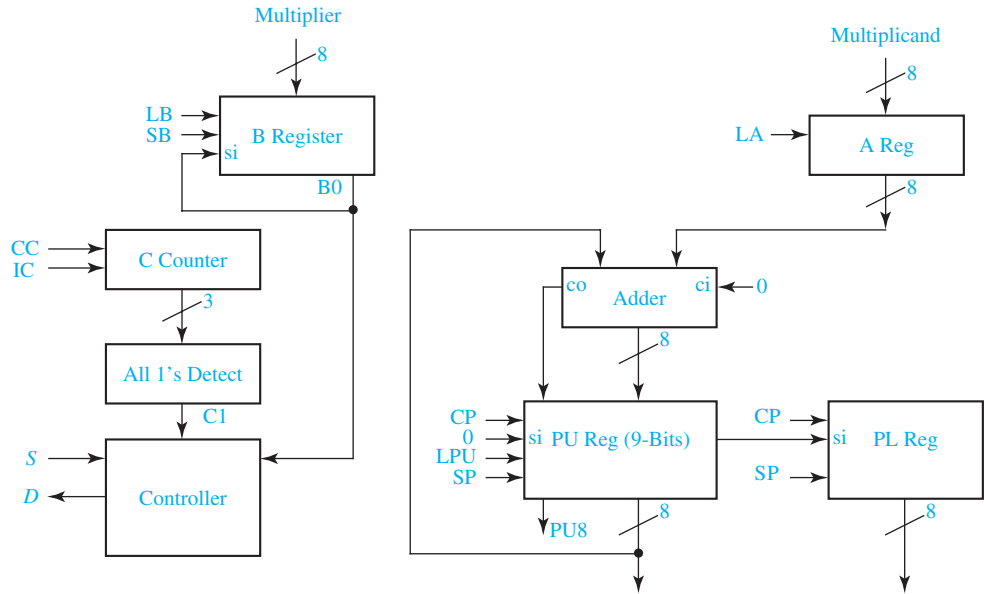 Multiplier
8
LB
SB
si
B Register
B0
Multiplicand
8
LA
A Reg
8
CC
IC
C Counter
3
All 1's Detect
C1
S
D
Controller
co
ci
0
Adder
8
CP
0
LPU
SP
si
PU Reg (9-Bits)
PU8
8
CP
si
SP
PL Reg
8